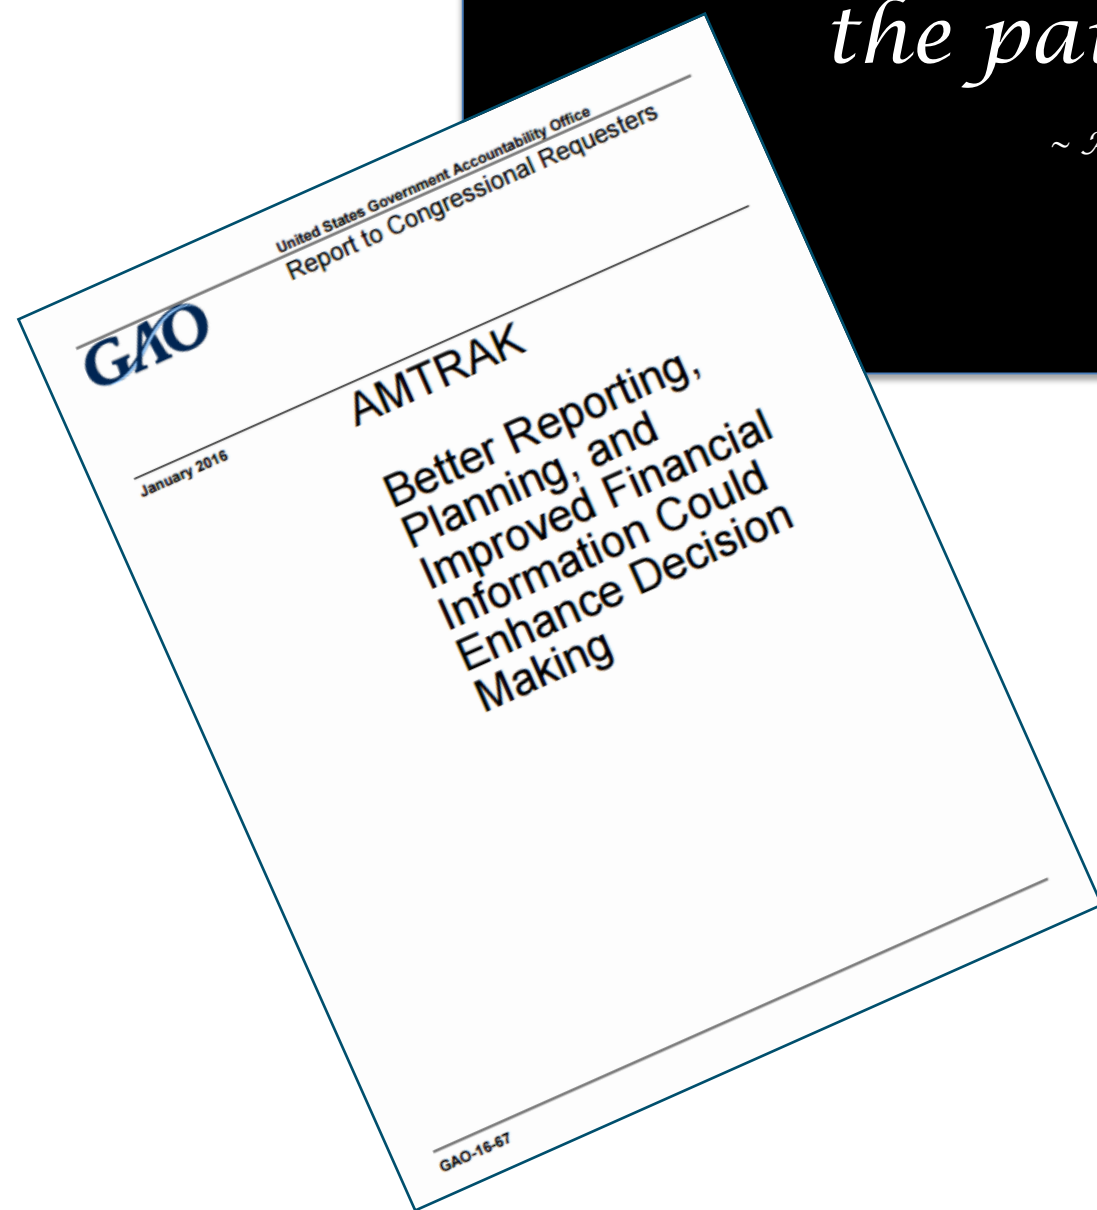 the
United States Government Accountability Office
Report to Congressional Requesters
GAO
AMTRAK
January 2016
Better Reporting,
Planning, and
Improved Financial
Information Could
Enhance Decision
Making
GAO-16-67